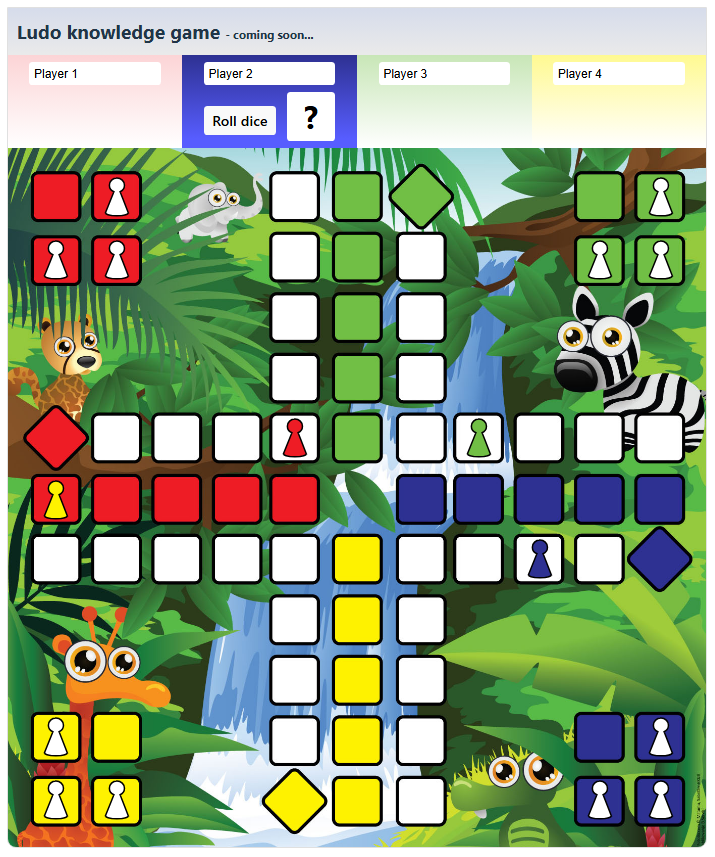 Ludo knowledge game - coming soon...
Player 1
Player 2
Player 3
Player 4
Roll dice
?